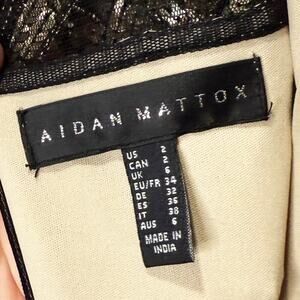 AIDAN MATTOX
US 2
CAN 2
UK 6
EU/FR 34
DE 32
ES 36
IT 38
AUS 6
MADE IN
INDIA